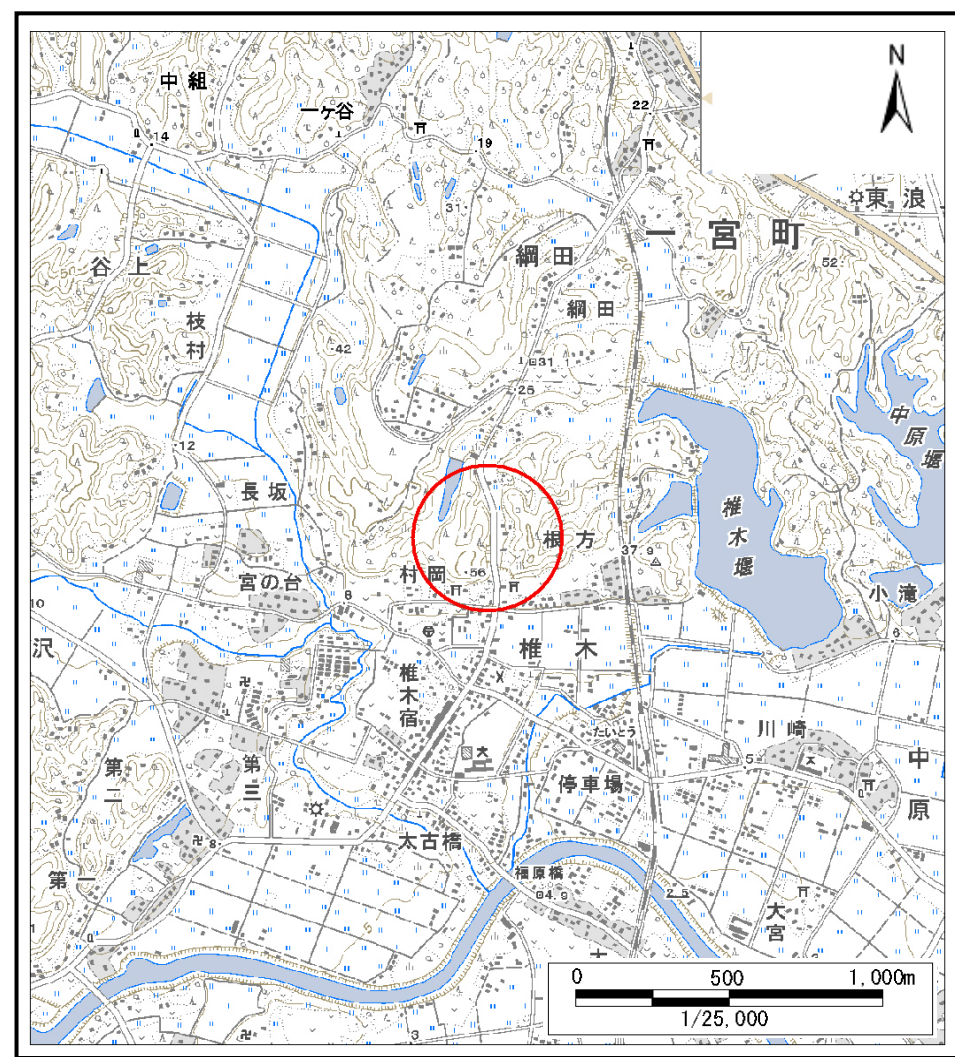 N
中組
一ケ谷
22
14
19
東浪
31
一宮町
綱田
52
谷上
枝村
綱田
42
31.1
25
中原堰
12
長坂
椎木堰
根方
37.9
村岡
56
宮の台
小滝
10
8
6
沢
椎木
椎木宿
川崎
たいとう
5
中原
第二
第三
停車場
太古橋
8
福原橋
第一
4.9
2.5
大宮
5
3
0 500 1,000m
1/25,000